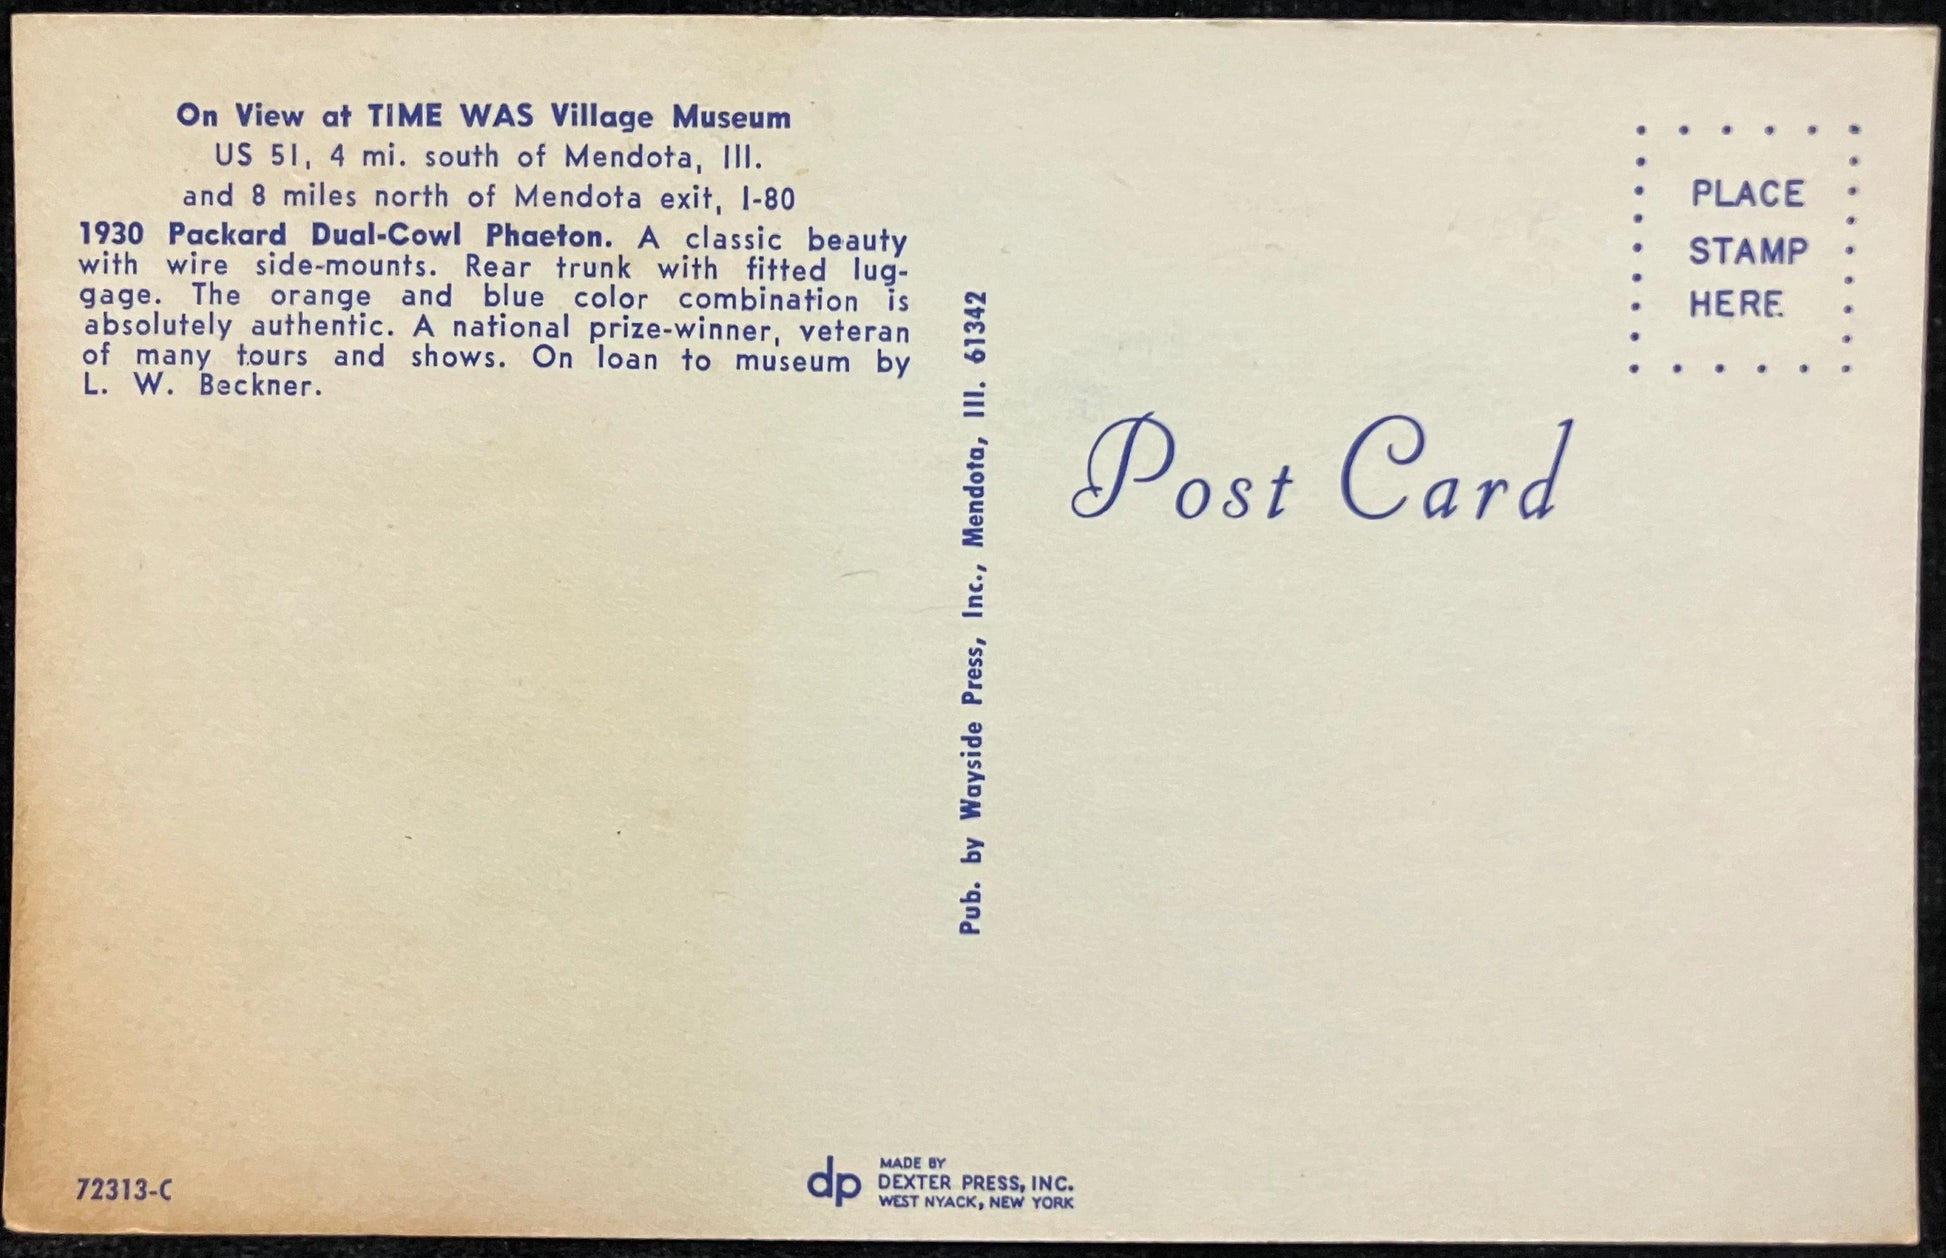 On View at TIME WAS Village Museum
US 51, 4 mi. south of Mendota, Ill.
and 8 miles north of Mendota exit, I-80
1930 Packard Dual-Cowl Phaeton. A classic beauty
with wire side-mounts. Rear trunk with fitted lug-
gage. The orange and blue color combination is
absolutely authentic. A national prize-winner, veteran
of many tours and shows. On loan to museum by
L. W. Beckner.
72313-C
Pub. by Wayside Press, Inc., Mendota, Ill. 61342
dp
MADE BY
DEXTER PRESS, INC.
WEST NYACK, NEW YORK
PLACE
STAMP
HERE
Post Card